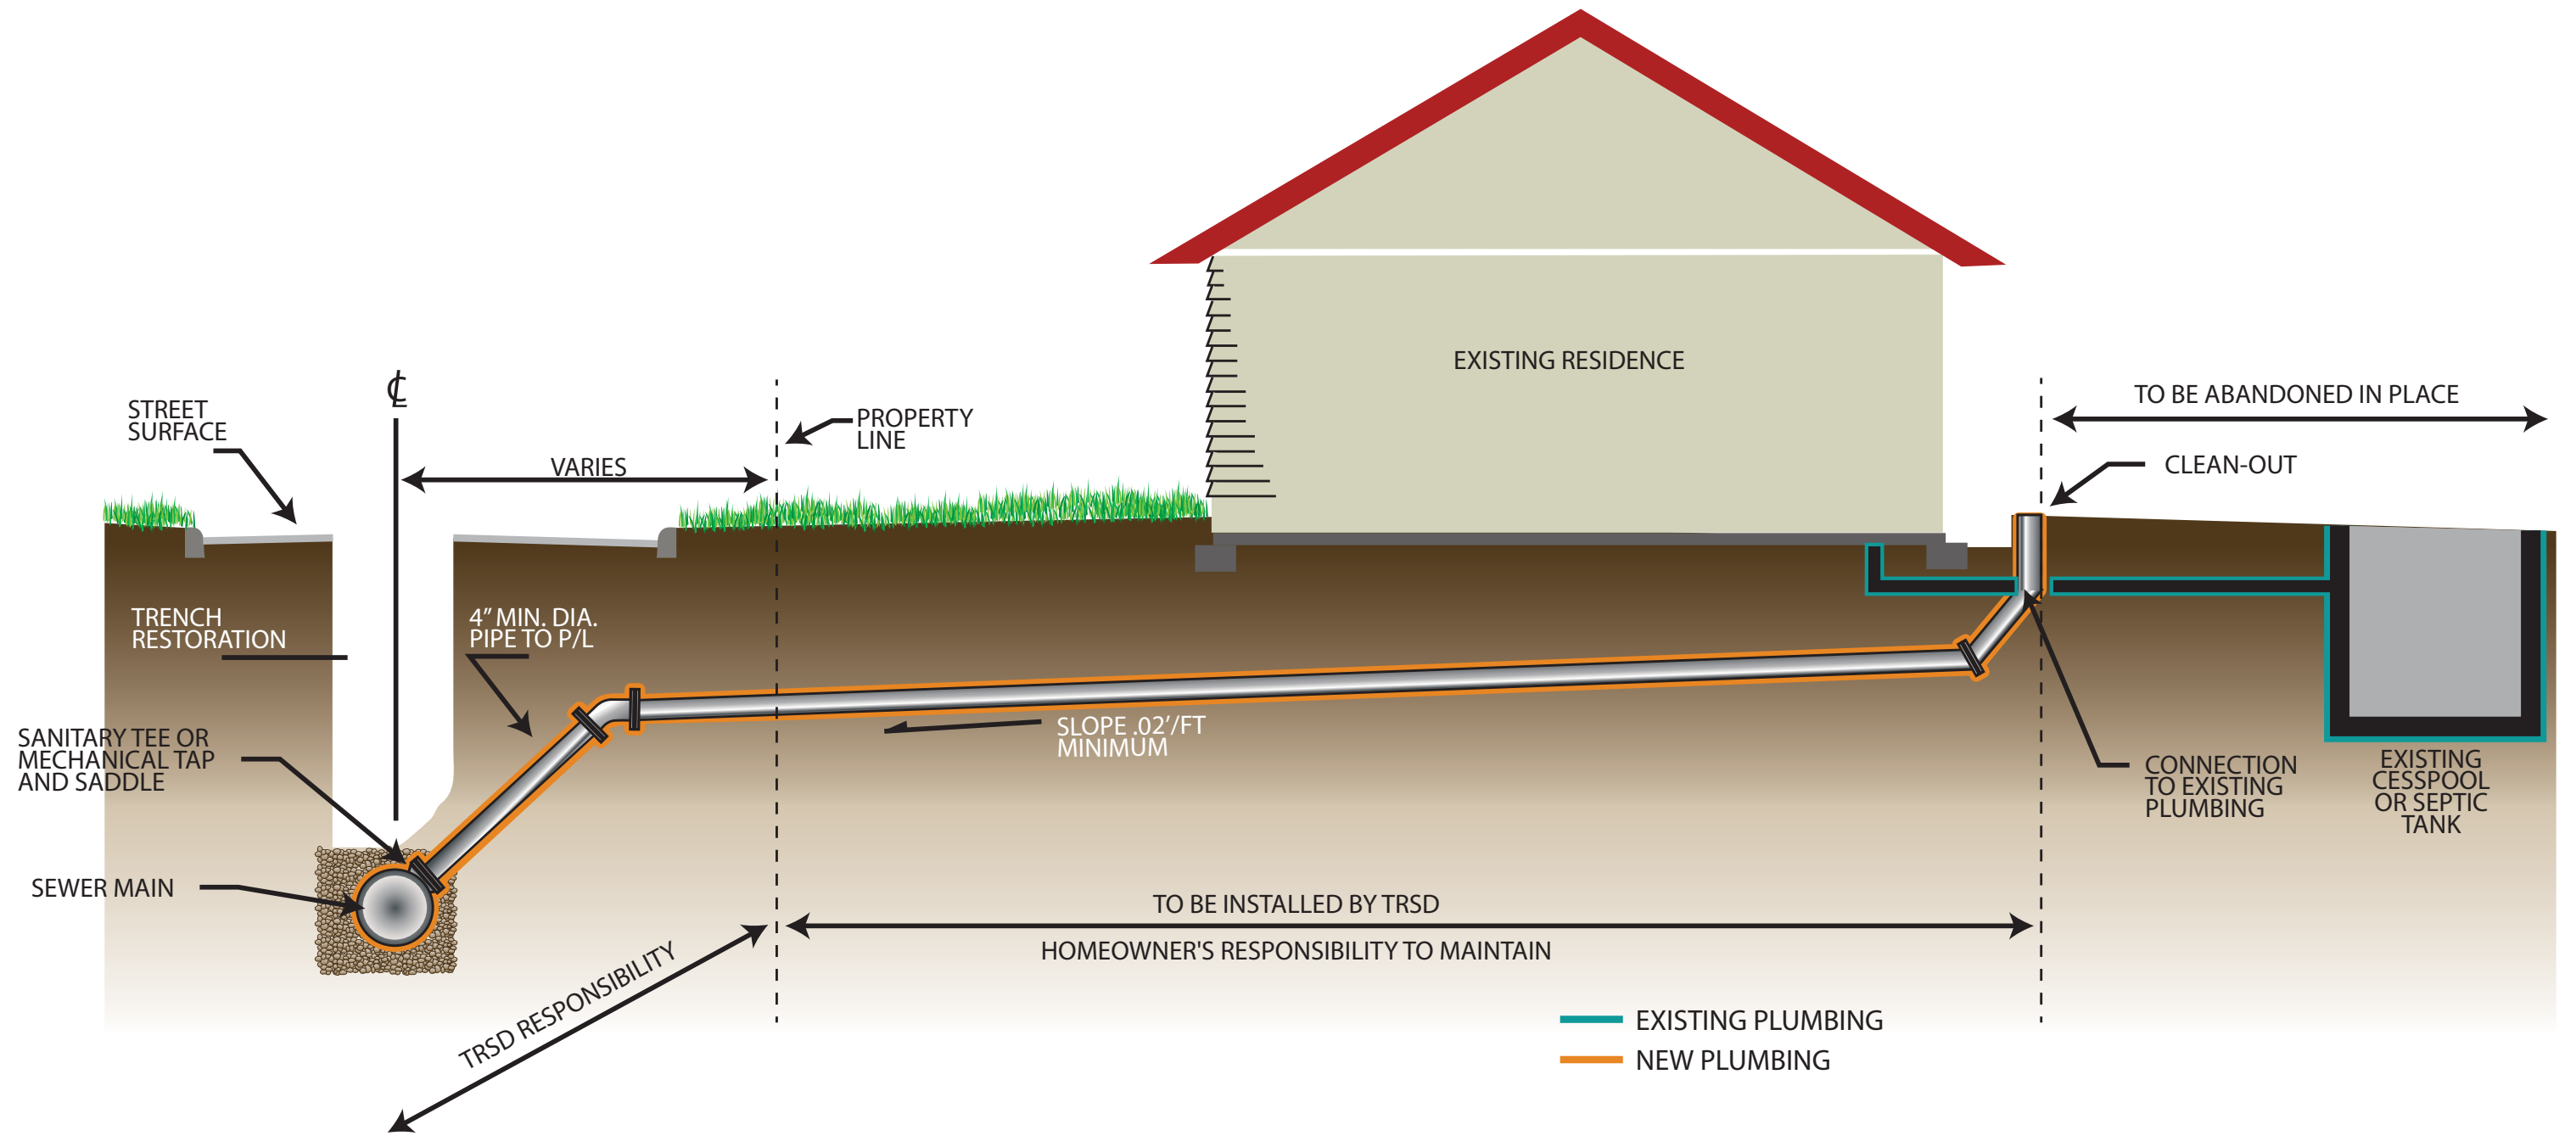 EXISTING RESIDENCE
℄
STREET
SURFACE
VARIES
PROPERTY
LINE
TO BE ABANDONED IN PLACE
CLEAN-OUT
TRENCH
RESTORATION
4” MIN. DIA.
PIPE TO P/L
SANITARY TEE OR
MECHANICAL TAP
AND SADDLE
SLOPE .02’/FT
MINIMUM
CONNECTION
TO EXISTING
PLUMBING
EXISTING
CESSPOOL
OR SEPTIC
TANK
SEWER MAIN
TO BE INSTALLED BY TRSD
HOMEOWNER'S RESPONSIBILITY TO MAINTAIN
TRSD RESPONSIBILITY
EXISTING PLUMBING
NEW PLUMBING